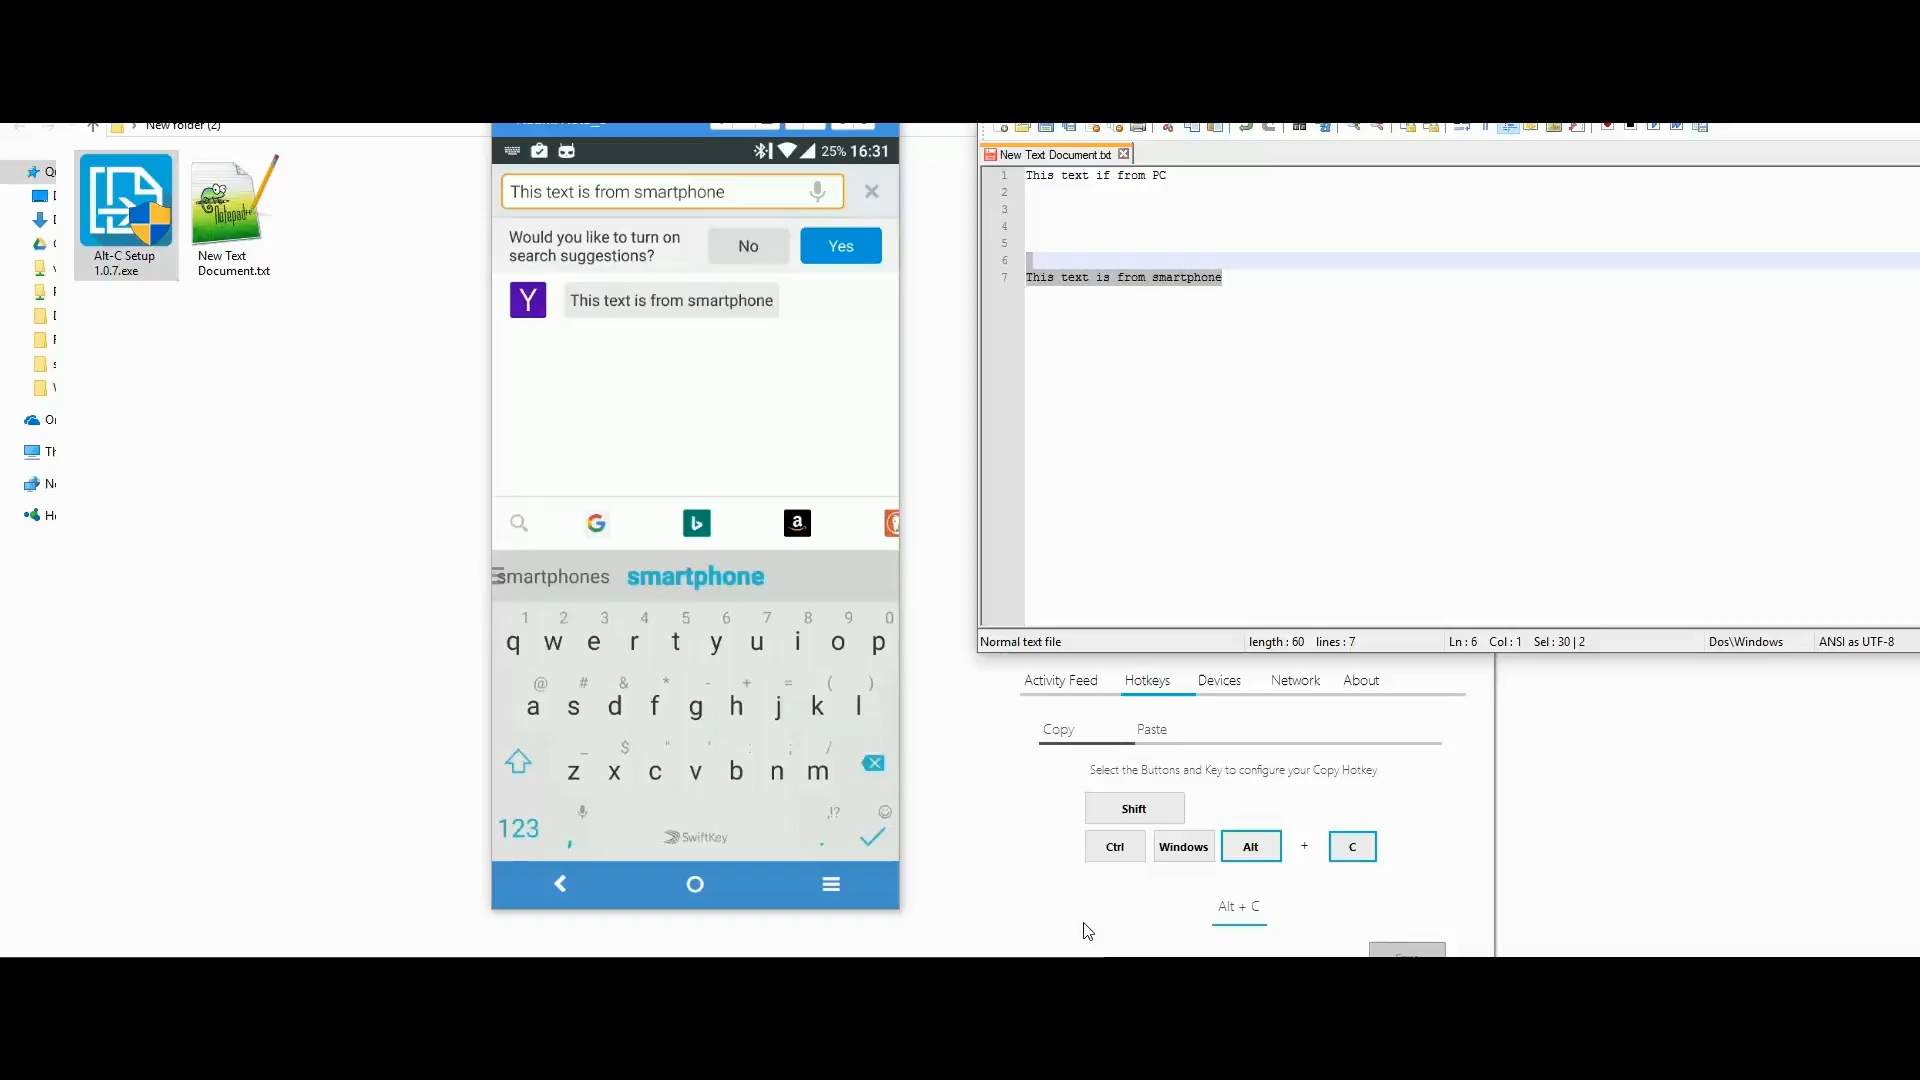 New folder (2)
Alt-C Setup
1.0.7.exe
New Text
Document.txt
25% 16:31
This text is from smartphone
Would you like to turn on
search suggestions?
No
Yes
Y
This text is from smartphone
smartphones
smartphone
1 2 3 4 5 6 7 8 9 0
q w e r t y u i o p
@ # & * - + = ( )
a s d f g h j k l
_ $ " ' : ; /
z x c v b n m
123
,
SwiftKey
,!?
.
New Text Document.txt
1 This text if from PC
2
3
4
5
6
7 This text is from smartphone
Normal text file
length : 60 lines : 7
Ln : 6 Col : 1 Sel : 30 | 2
Dos\Windows
ANSI as UTF-8
Activity Feed
Hotkeys
Devices
Network
About
Copy
Paste
Select the Buttons and Key to configure your Copy Hotkey
Shift
Ctrl
Windows
Alt
+
C
Alt + C